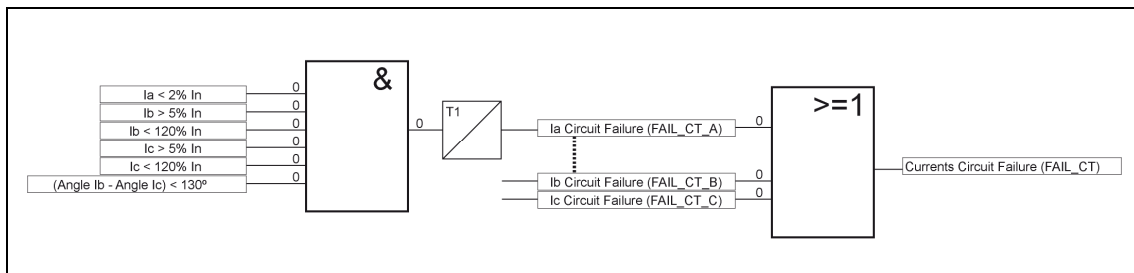 Ia < 2% In
Ib > 5% In
Ib < 120% In
Ic > 5% In
Ic < 120% In
(Angle Ib - Angle Ic) < 130º
0
0
0
0
0
0
&
0
T1
Ia Circuit Failure (FAIL_CT_A)
Ib Circuit Failure (FAIL_CT_B)
Ic Circuit Failure (FAIL_CT_C)
0
0
0
>=1
Currents Circuit Failure (FAIL_CT)